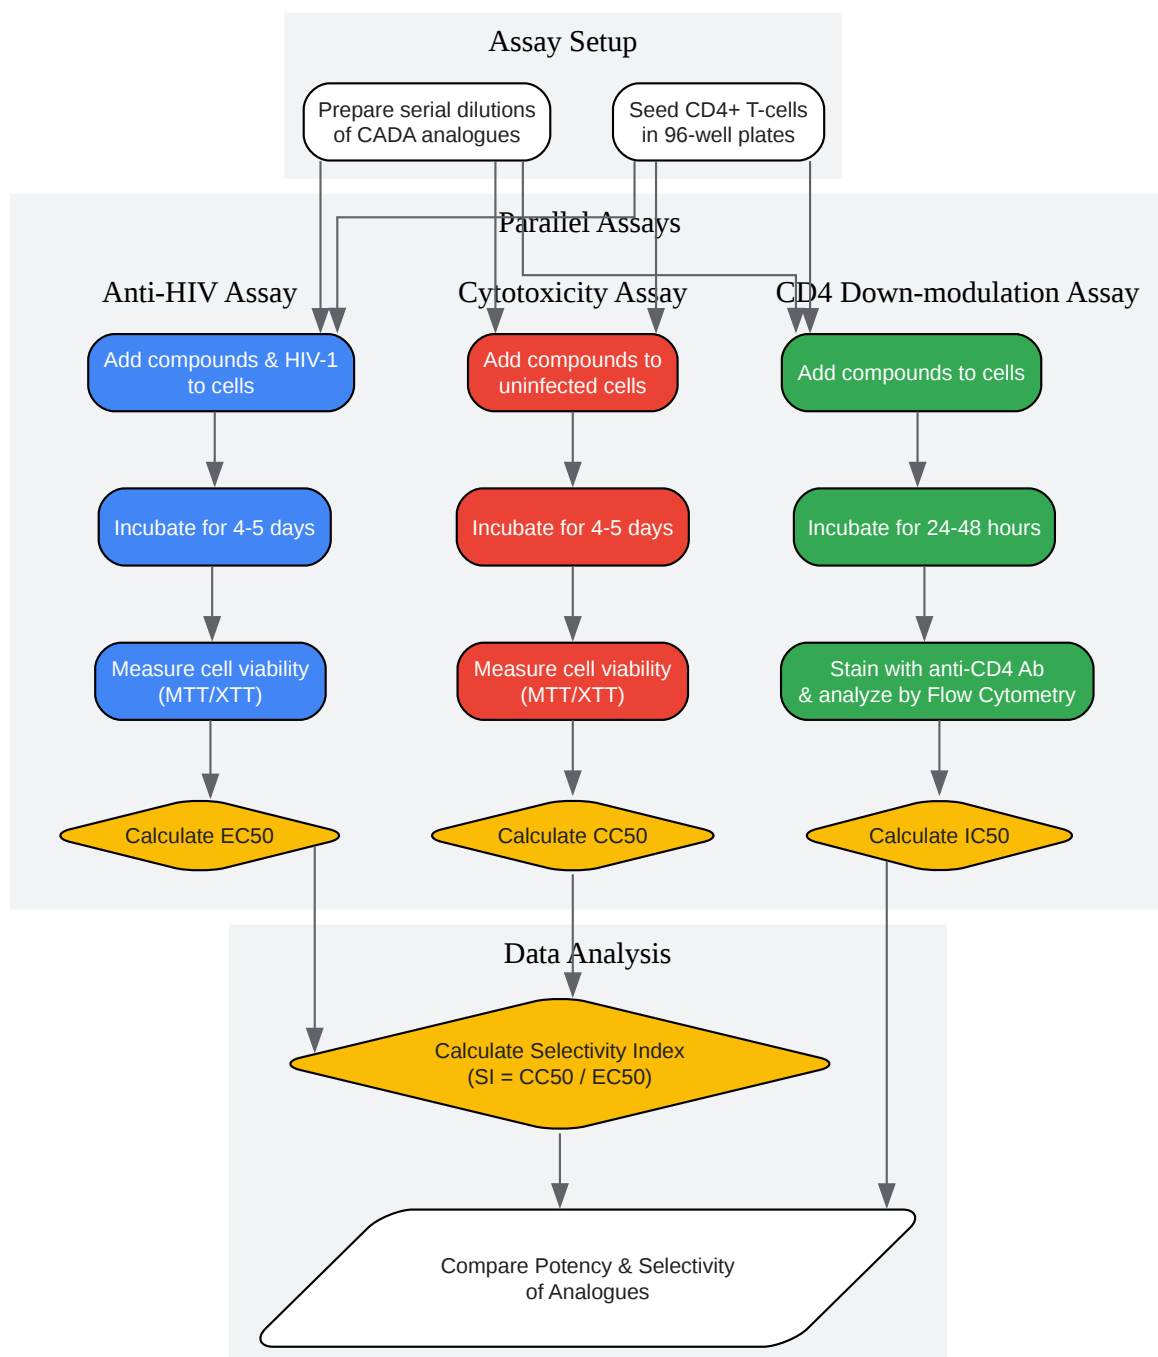 Assay Setup
Prepare serial dilutions
of CADA analogues
Seed CD4+ T-cells
in 96-well plates
Parallel Assays
Anti-HIV Assay
Cytotoxicity Assay
CD4 Down-modulation Assay
Add compounds & HIV-1
to cells
Add compounds to
uninfected cells
Add compounds to cells
Incubate for 4-5 days
Incubate for 4-5 days
Incubate for 24-48 hours
Measure cell viability
(MTT/XTT)
Measure cell viability
(MTT/XTT)
Stain with anti-CD4 Ab
& analyze by Flow Cytometry
Calculate EC50
Calculate CC50
Calculate IC50
Data Analysis
Calculate Selectivity Index
(SI = CC50 / EC50)
Compare Potency & Selectivity
of Analogues